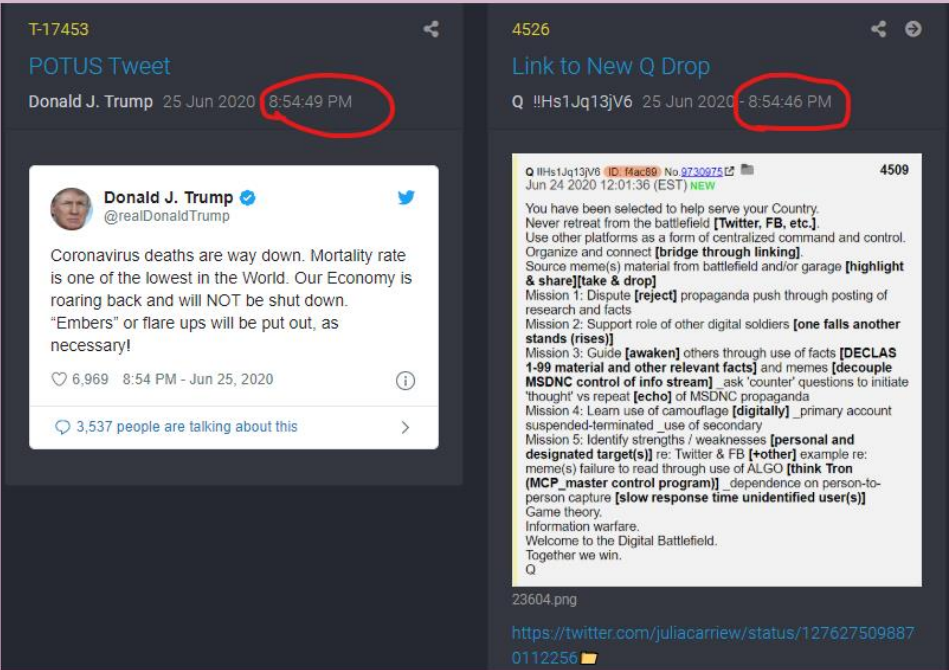 T-17453
POTUS Tweet
Donald J. Trump 25 Jun 2020 8:54:49 PM
Donald J. Trump
@realDonaldTrump
Coronavirus deaths are way down. Mortality rate
is one of the lowest in the World. Our Economy is
roaring back and will NOT be shut down.
“Embers” or flare ups will be put out, as
necessary!
6,969 8:54 PM - Jun 25, 2020
3,537 people are talking about this
4526
Link to New Q Drop
Q !!Hs1Jq13jV6 25 Jun 2020 - 8:54:46 PM
Q !!Hs1Jq13jV6 ID: f4ac89 No.9730975 4509
Jun 24 2020 12:01:36 (EST) NEW
You have been selected to help serve your Country.
Never retreat from the battlefield [Twitter, FB, etc.].
Use other platforms as a form of centralized command and control.
Organize and connect [bridge through linking].
Source meme(s) material from battlefield and/or garage [highlight
& share][take & drop]
Mission 1: Dispute [reject] propaganda push through posting of
research and facts
Mission 2: Support role of other digital soldiers [one falls another
stands (rises)]
Mission 3: Guide [awaken] others through use of facts [DECLAS
1-99 material and other relevant facts] and memes [decouple
MSDNC control of info stream] _ask 'counter' questions to initiate
'thought' vs repeat [echo] of MSDNC propaganda
Mission 4: Learn use of camouflage [digitally] _primary account
suspended-terminated _use of secondary
Mission 5: Identify strengths / weaknesses [personal and
designated target(s)] re: Twitter & FB [+other] example re:
meme(s) failure to read through use of ALGO [think Tron
(MCP_master control program)] _dependence on person-to-
person capture [slow response time unidentified user(s)]
Game theory.
Information warfare.
Welcome to the Digital Battlefield.
Together we win.
Q
23604.png
https://twitter.com/juliacarriew/status/127627509887
0112256